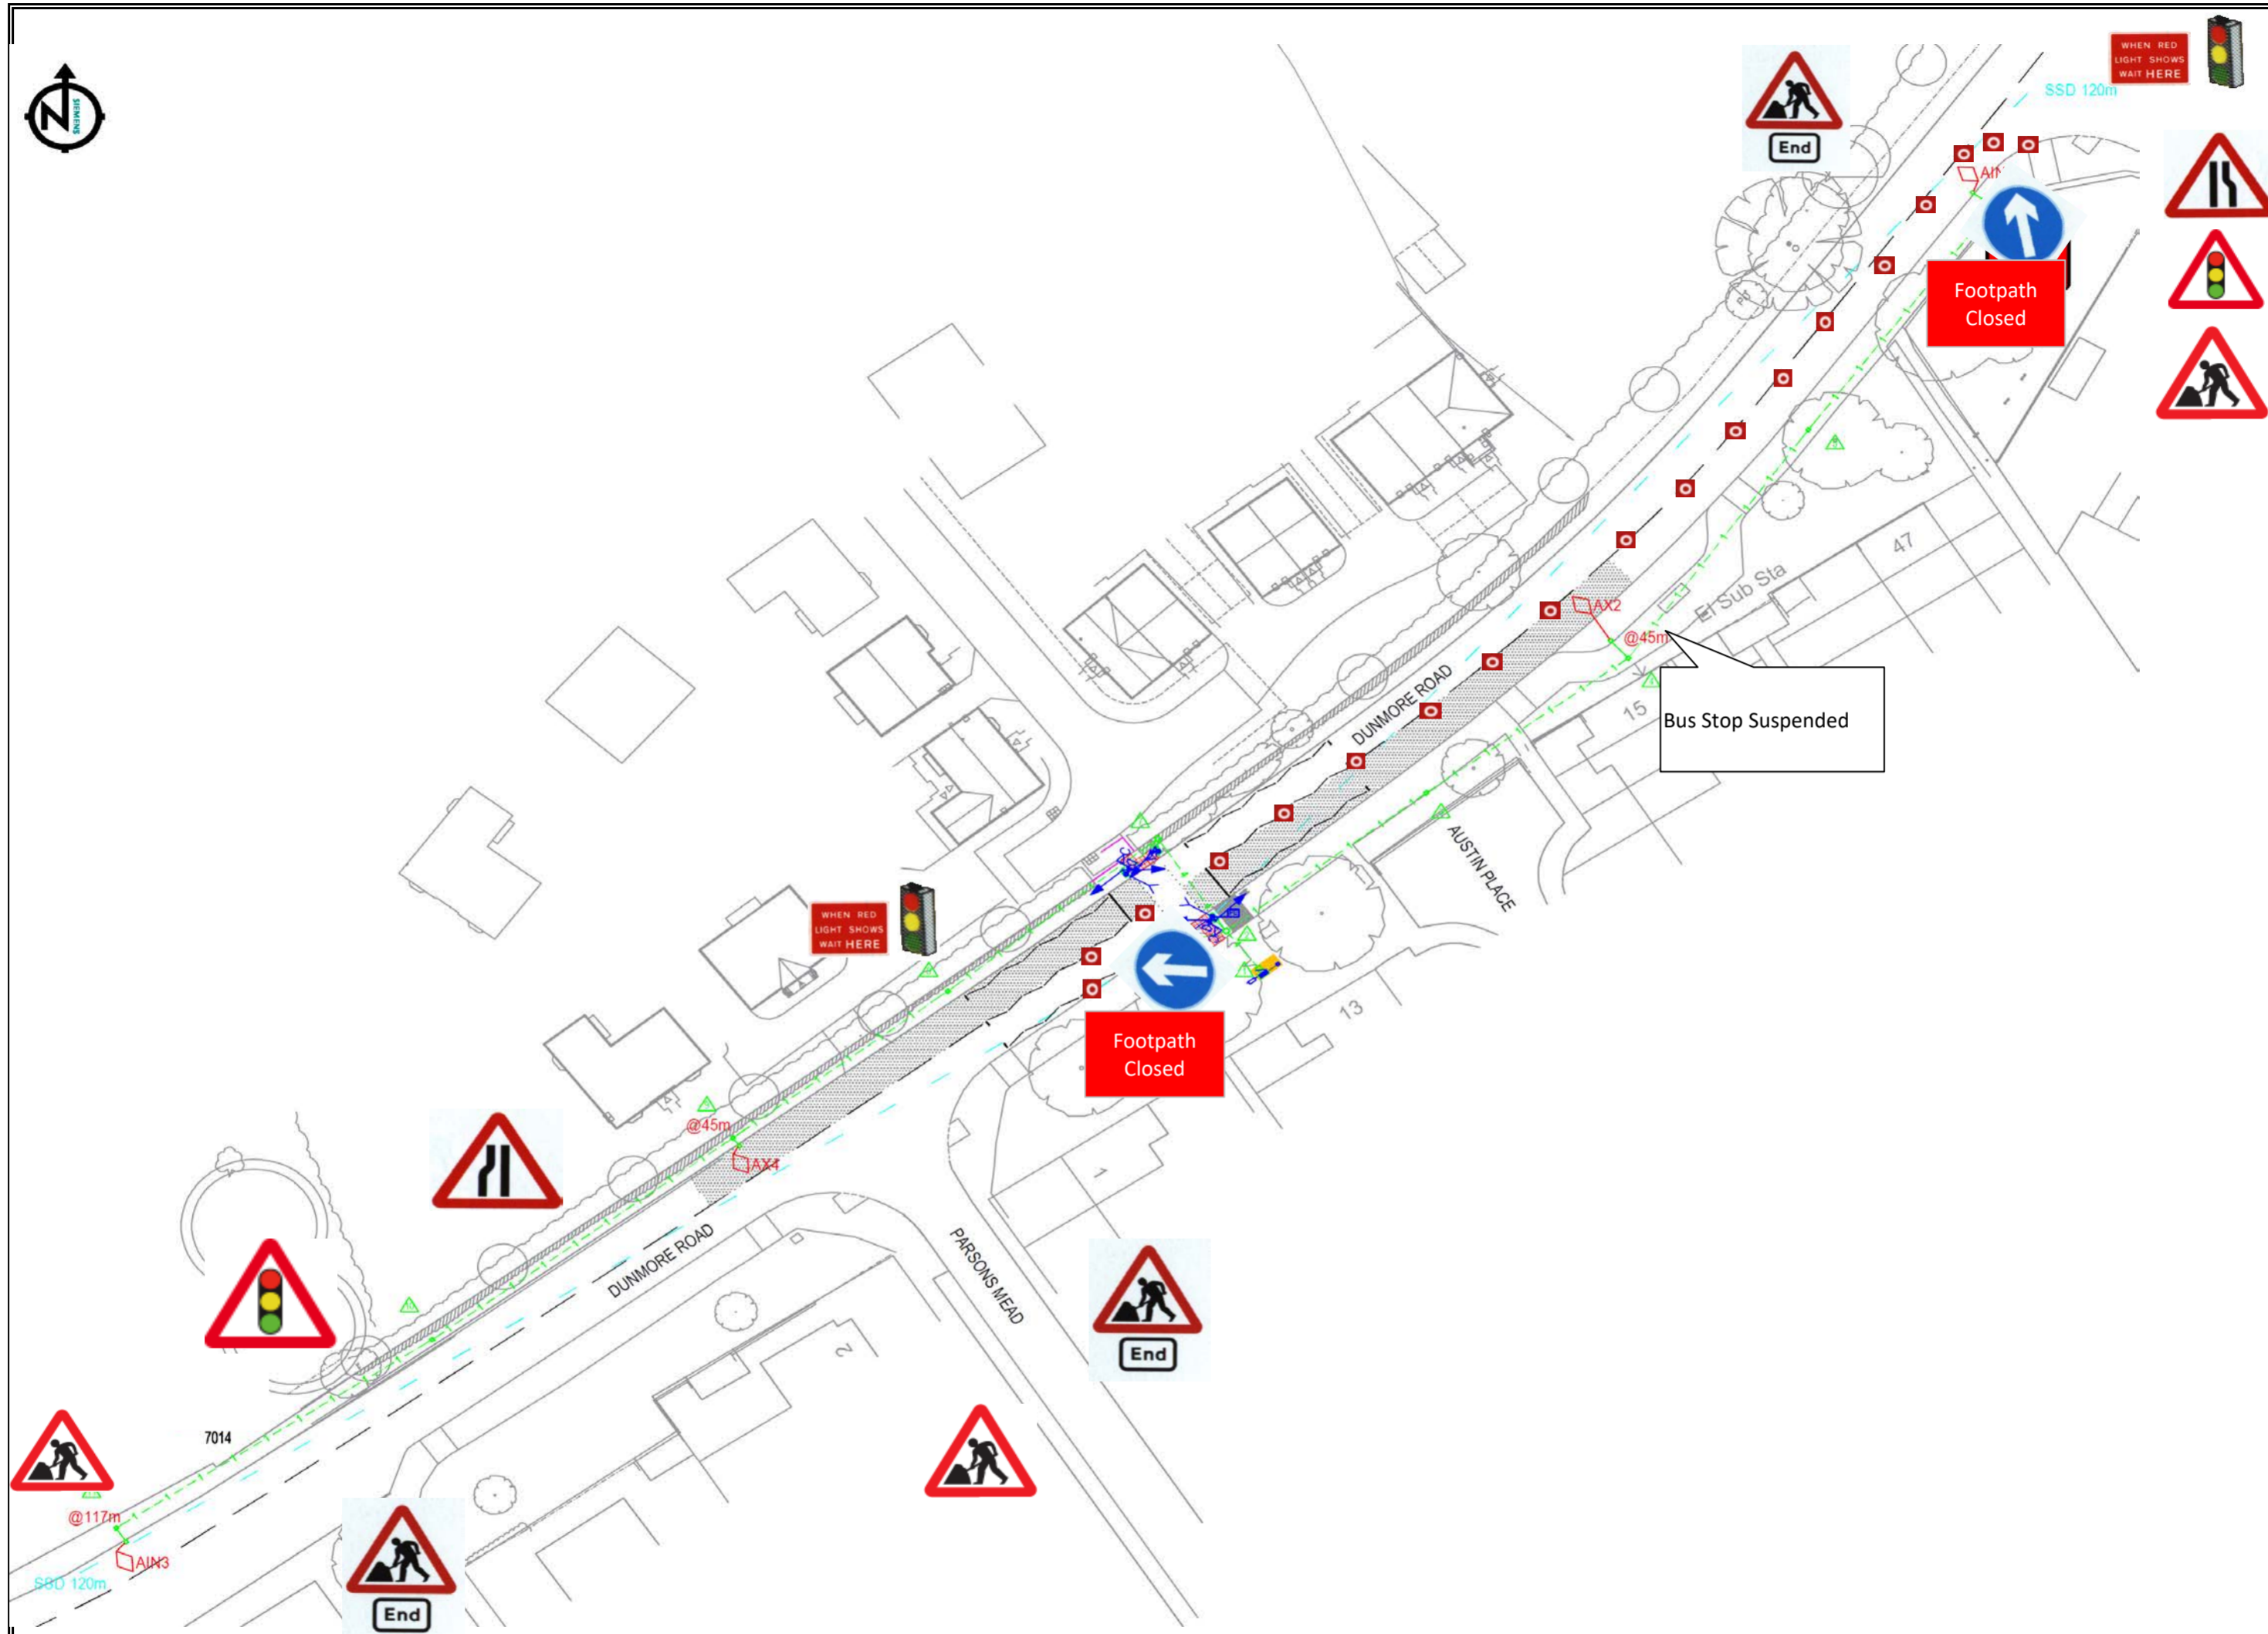 WHEN RED
LIGHT SHOWS
WAIT HERE
SSD 120m
N
SIEMENS
End
Footpath
Closed
47
El Sub Sta
AX2
@45m
15
Bus Stop Suspended
DUNMORE ROAD
AUSTIN PLACE
WHEN RED
LIGHT SHOWS
WAIT HERE
13
Footpath
Closed
@45m
AX4
1
DUNMORE ROAD
PARSONS MEAD
End
2
7014
@117m
AIN3
SSD 120m
End